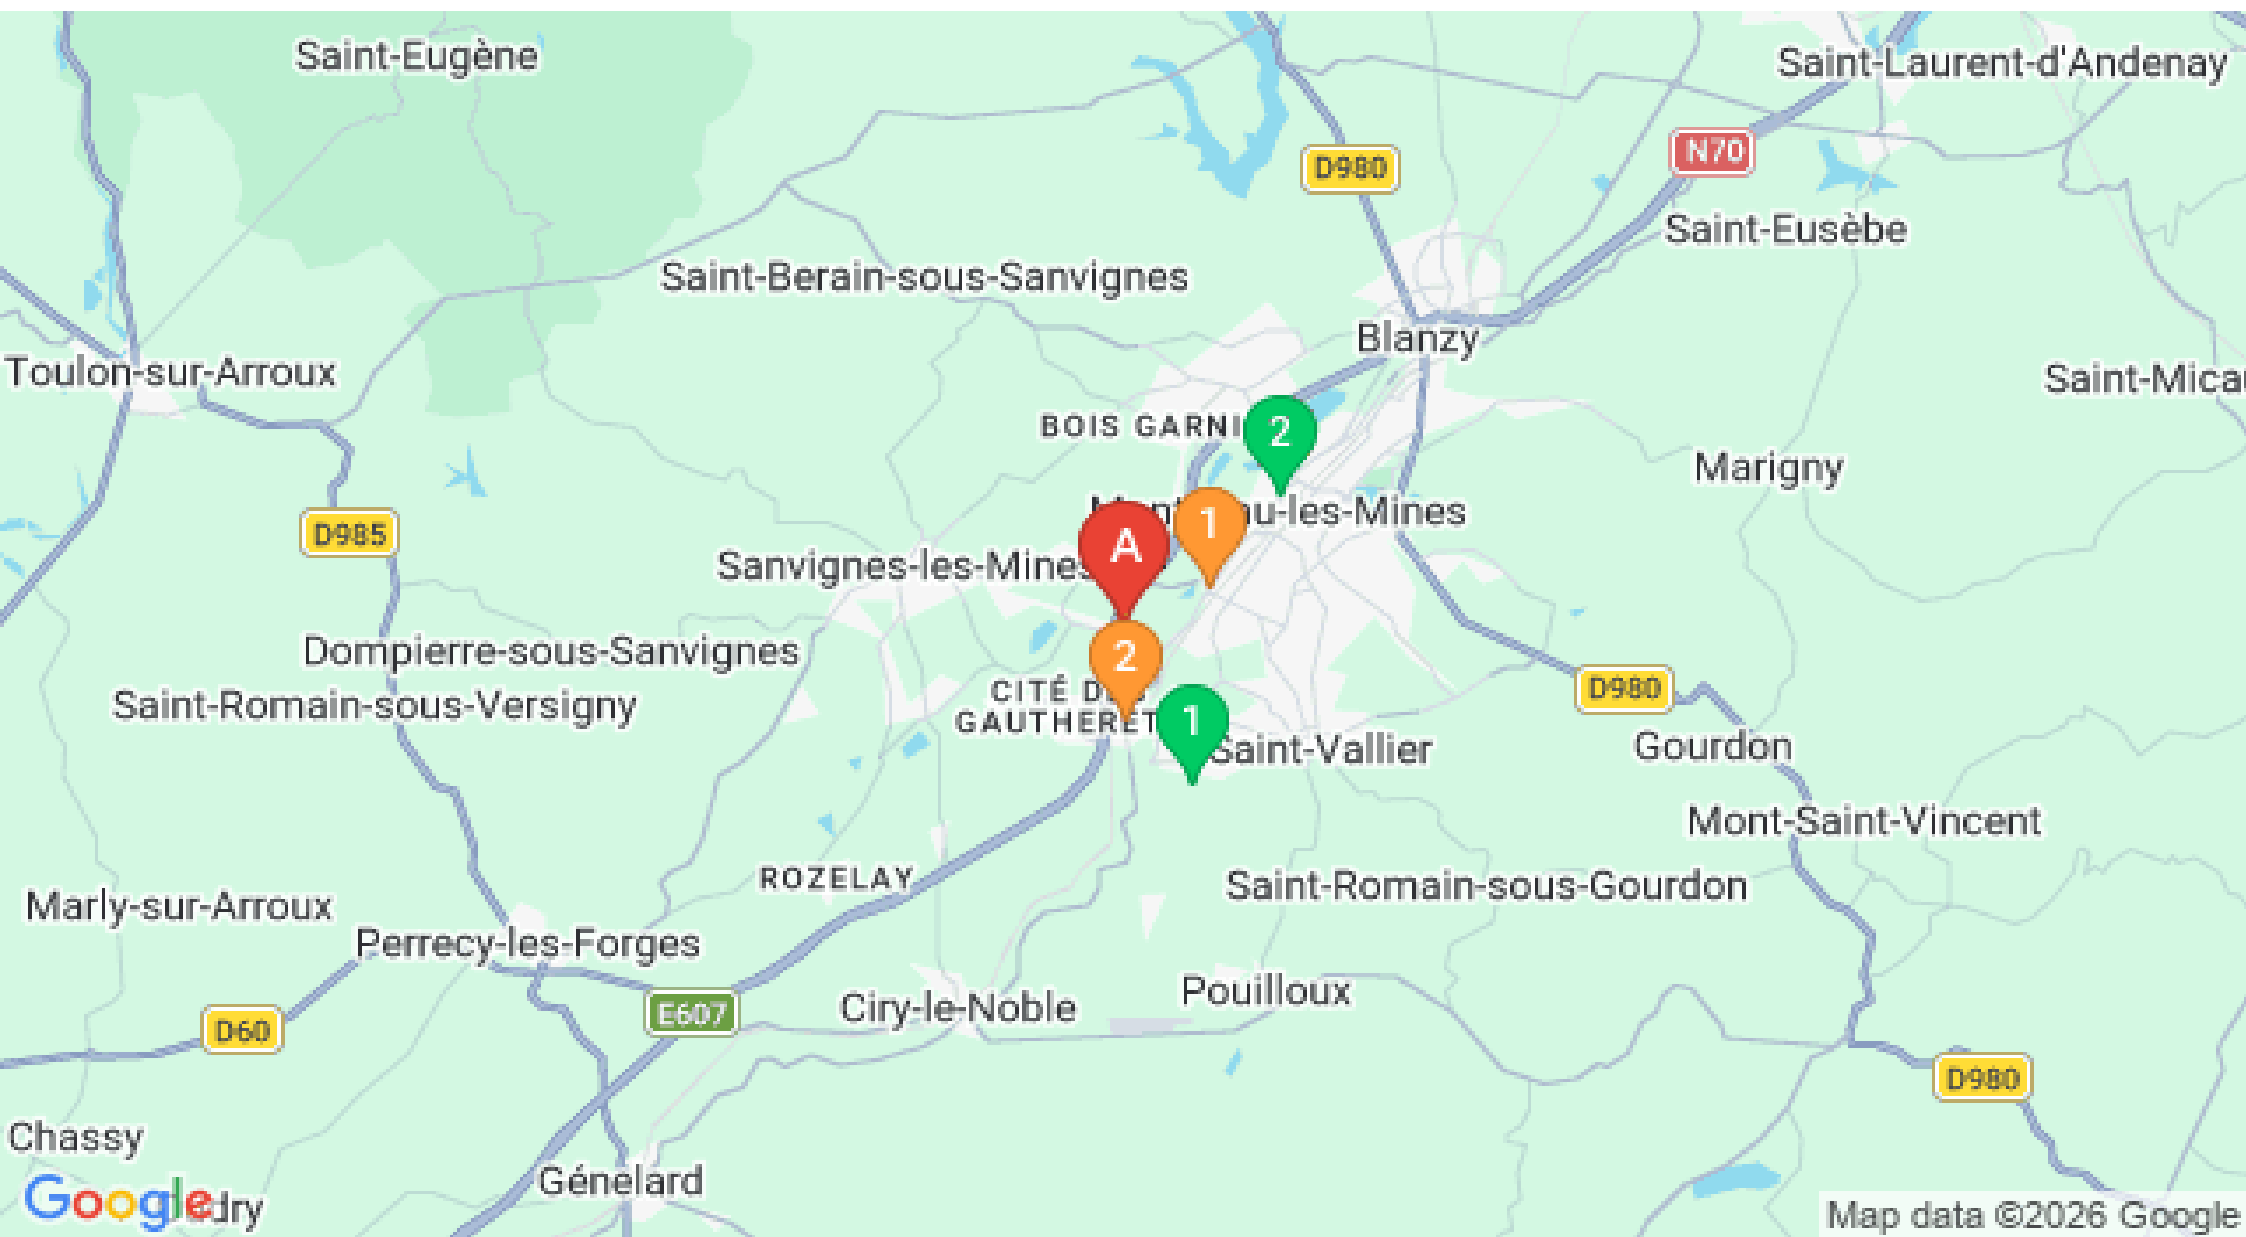 Saint-Eugène
Saint-Laurent-d'Andenay
N70
D980
Saint-Eusèbe
Saint-Berain-sous-Sanvignes
Blanzy
Toulon-sur-Arroux
Saint-Mica
BOIS GARNI
2
Marigny
1
au-les-Mines
D985
A
Sanvignes-les-Mines
Dompierre-sous-Sanvignes
2
D980
CITÉ
GAUTHERET
Saint-Romain-sous-Versigny
1
Saint-Vallier
Gourdon
Mont-Saint-Vincent
ROZELAY
Saint-Romain-sous-Gourdon
Marly-sur-Arroux
Perrecy-les-Forges
Pouilloux
E607
Ciry-le-Noble
D60
D980
Chassy
Génelard
Google
dry
Map data ©2026 Google